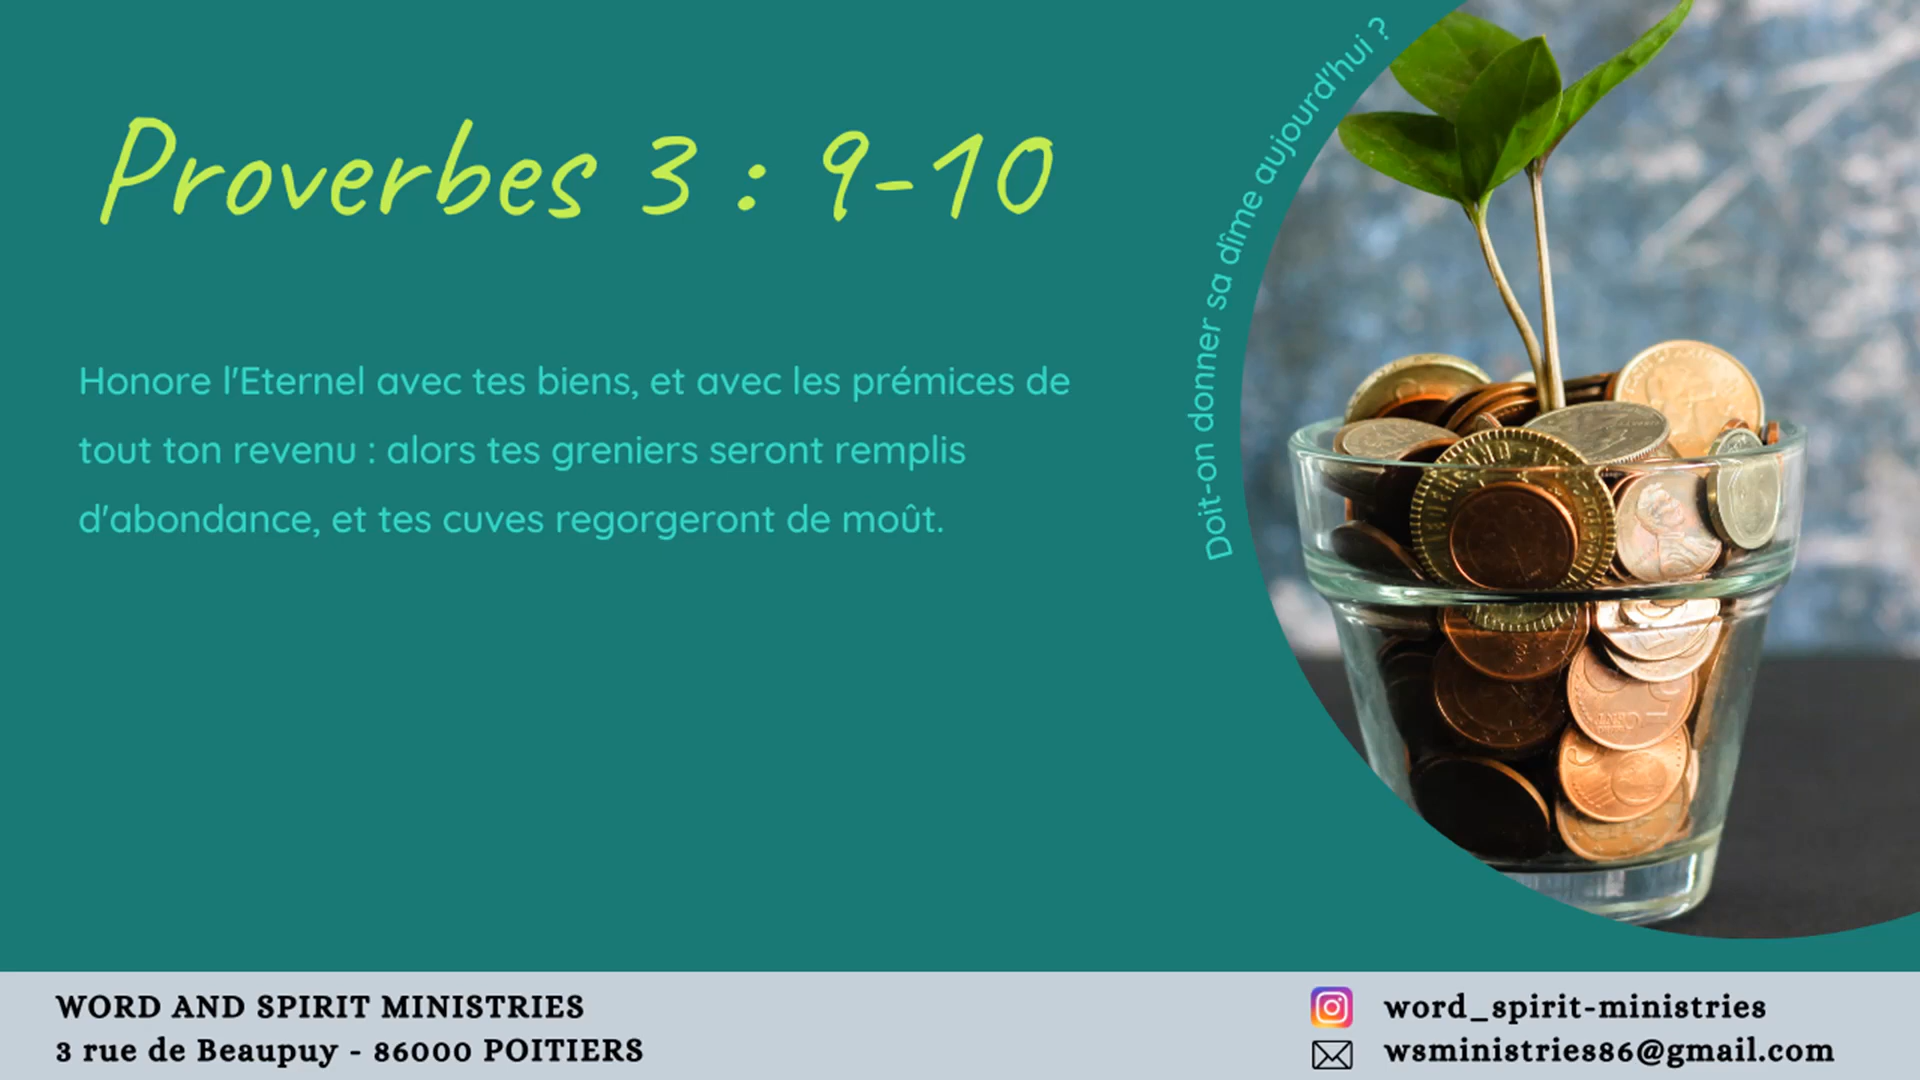 Proverbes 3 : 9-10
Honore l'Eternel avec tes biens, et avec les prémices de
tout ton revenu : alors tes greniers seront remplis
d'abondance, et tes cuves regorgeront de moût.
Doit-on donner sa dîme aujourd'hui ?
WORD AND SPIRIT MINISTRIES
3 rue de Beaupuy - 86000 POITIERS
word_spirit-ministries
wsministries86@gmail.com